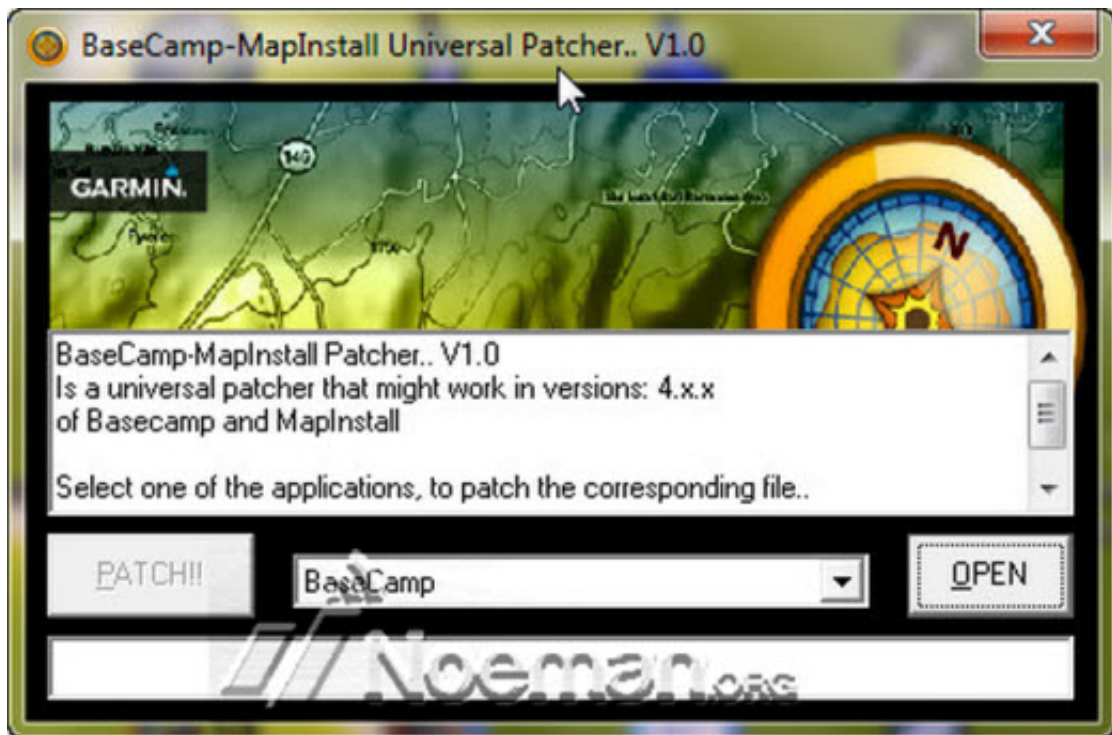 BaseCamp-MapInstall Universal Patcher.. V1.0
140
GARMIN.
N
BaseCamp-MapInstall Patcher.. V1.0
Is a universal patcher that might work in versions: 4.x.x
of Basecamp and MapInstall
Select one of the applications, to patch the corresponding file..
PATCH!!
BaseCamp
OPEN
Noeman.ORG